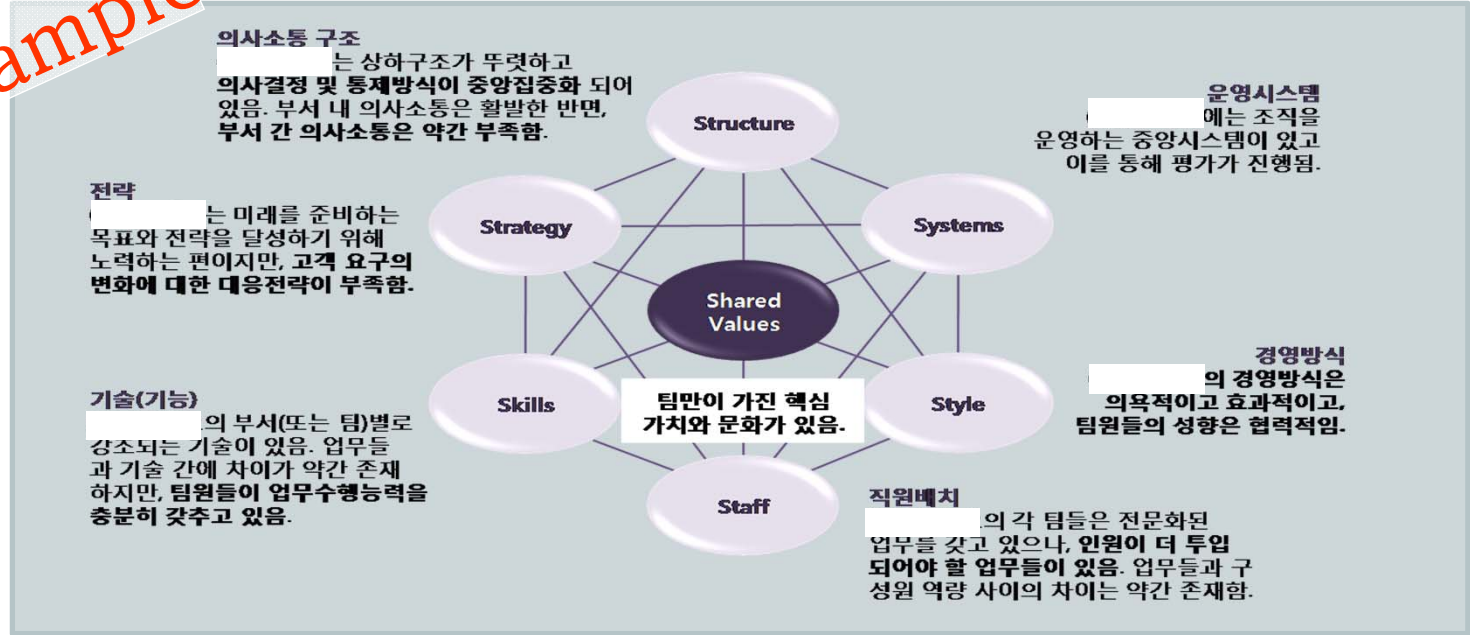 ample
의사소통 구조
는 상하구조가 뚜렷하고
의사결정 및 통제방식이 중앙집중화 되어
있음. 부서 내 의사소통은 활발한 반면,
부서 간 의사소통은 약간 부족함.
Structure
운영시스템
에는 조직을
운영하는 중앙시스템이 있고
이를 통해 평가가 진행됨.
전략
는 미래를 준비하는
목표와 전략을 달성하기 위해
노력하는 편이지만, 고객 요구의
변화에 대한 대응전략이 부족함.
Strategy
Systems
Shared
Values
팀만이 가진 핵심
가치와 문화가 있음.
기술(기능)
의 부서(또는 팀)별로
강조되는 기술이 있음. 업무들
과 기술 간에 차이가 약간 존재
하지만, 팀원들이 업무수행능력을
충분히 갖추고 있음.
Skills
Style
경영방식
의 경영방식은
의욕적이고 효과적이고,
팀원들의 성향은 협력적임.
Staff
직원배치
의 각 팀들은 전문화된
업무를 갖고 있으나, 인원이 더 투입
되어야 할 업무들이 있음. 업무들과 구
성원 역량 사이의 차이는 약간 존재함.